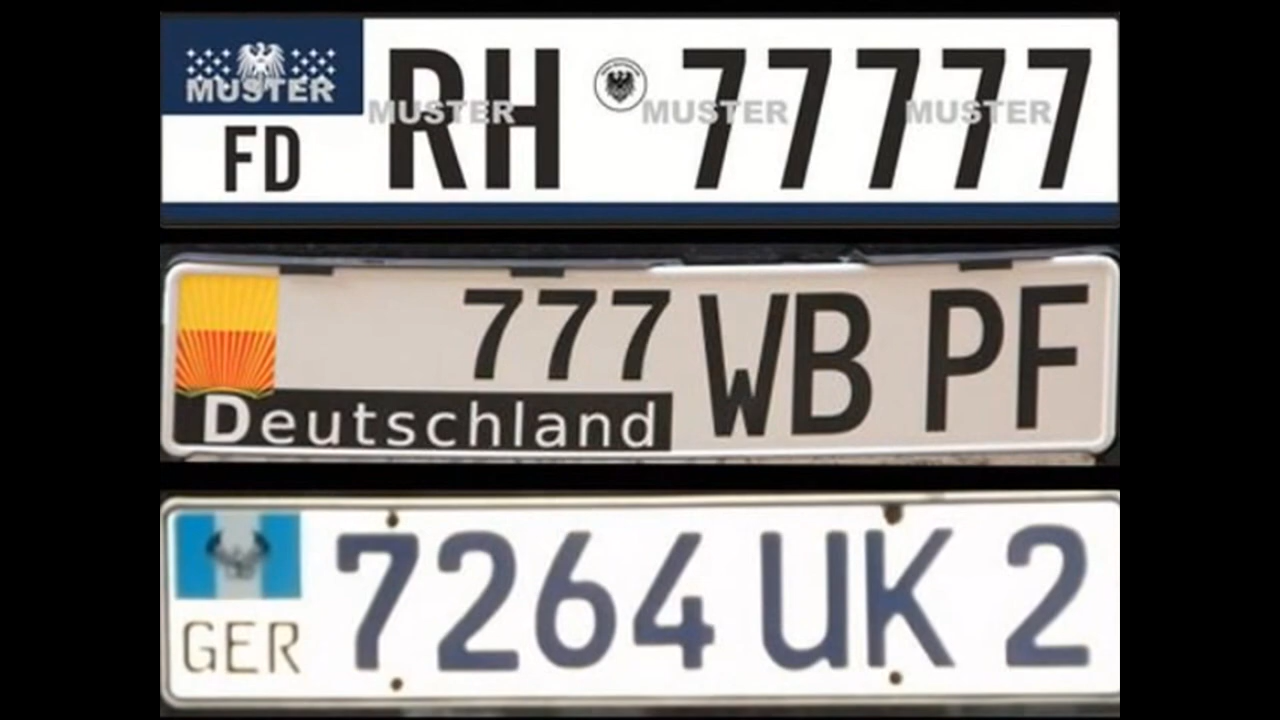 MUSTER
FD RH 77777
MUSTER MUSTER MUSTER
777 WB PF
Deutschland
7264 UK 2
GER